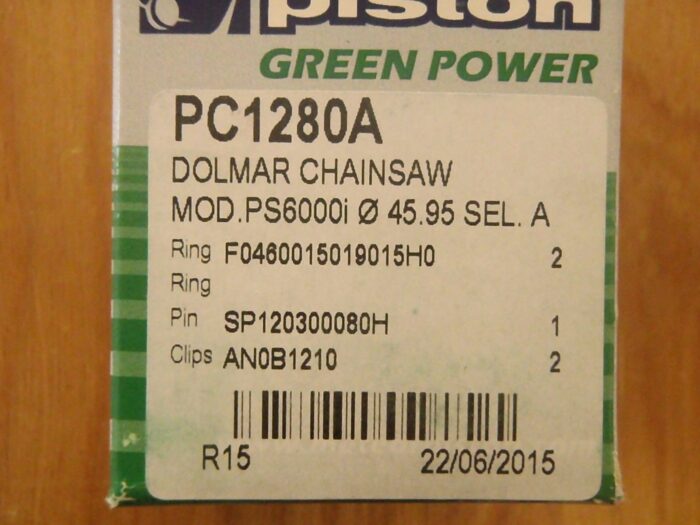 piston
GREEN POWER
PC1280A
DOLMAR CHAINSAW
MOD.PS6000i Ø 45.95 SEL. A
Ring F0460015019015H0 2
Ring
Pin SP120300080H 1
Clips AN0B1210 2
R15 22/06/2015